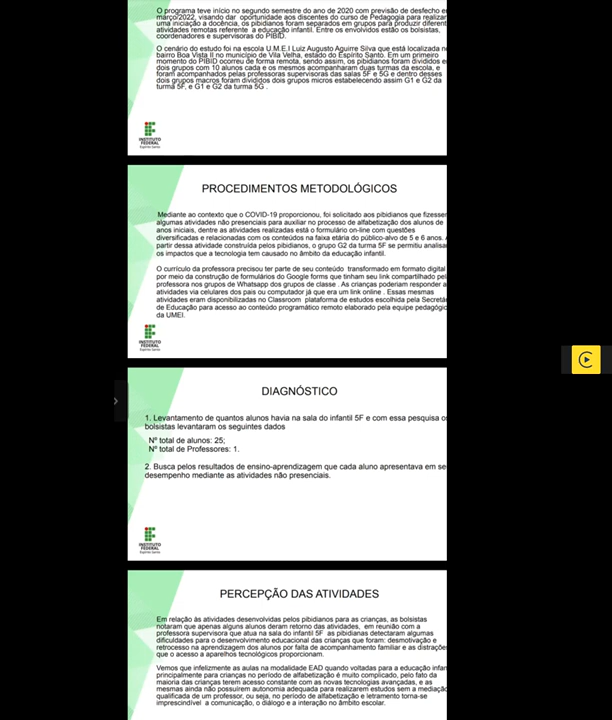 O programa teve início no segundo semestre do ano de 2020 com previsão de desfecho em
março/2022, visando dar oportunidade aos discentes do curso de Pedagogia para realizar
uma iniciação a docência, os pibidianos foram separados em grupos para produzir diferent
atividades remotas referente a educação infantil. Entre os envolvidos estão os bolsistas,
coordenadores e supervisoras do PIBID.
O cenário do estudo foi na escola U.M.E.I Luiz Augusto Aguirre Silva que está localizada n
bairro Boa Vista II no município de Vila Velha, estado do Espírito Santo. Em um primeiro
momento do PIBID ocorreu de forma remota, sendo assim, os pibidianos foram divididos e
dois grupos com 10 alunos cada e os mesmos acompanharam duas turmas da escola, e
foram acompanhados pelas professoras supervisoras das salas 5F e 5G e dentro desses
dois grupos macros foram divididos dois grupos micros estabelecendo assim G1 e G2 da
turma 5F, e G1 e G2 da turma 5G .
INSTITUTO
FEDERAL
Espírito Santo
PROCEDIMENTOS METODOLÓGICOS
Mediante ao contexto que o COVID-19 proporcionou, foi solicitado aos pibidianos que fizesser
algumas atividades não presenciais para auxiliar no processo de alfabetização dos alunos de
anos iniciais, dentre as atividades realizadas está o formulário on-line com questões
diversificadas e relacionadas com os conteúdos na faixa etária do público-alvo de 5 e 6 anos. A
partir dessa atividade construída pelos pibidianos, o grupo G2 da turma 5F se permitiu analisa
os impactos que a tecnologia tem causado no âmbito da educação infantil.
O currículo da professora precisou ter parte de seu conteúdo transformado em formato digital
por meio da construção de formulários do Google forms que tinham seu link compartilhado pel
professora nos grupos de Whatsapp dos grupos de classe . As crianças poderiam responder a
atividades via celulares dos pais ou computador já que era um link online . Essas mesmas
atividades eram disponibilizadas no Classroom plataforma de estudos escolhida pela Secretá
de Educação para acesso ao conteúdo programático remoto elaborado pela equipe pedagógic
da UMEI.
INSTITUTO
FEDERAL
Espírito Santo
DIAGNÓSTICO
1. Levantamento de quantos alunos havia na sala do infantil 5F e com essa pesquisa o
bolsistas levantaram os seguintes dados
Nº total de alunos: 25;
Nº total de Professores: 1.
2. Busca pelos resultados de ensino-aprendizagem que cada aluno apresentava em se
desempenho mediante as atividades não presenciais.
INSTITUTO
FEDERAL
Espírito Santo
PERCEPÇÃO DAS ATIVIDADES
Em relação às atividades desenvolvidas pelos pibidianos para as crianças, as bolsistas
notaram que apenas alguns alunos deram retorno das atividades, em reunião com a
professora supervisora que atua na sala do infantil 5F as pibidianas detectaram algumas
dificuldades para o desenvolvimento educacional das crianças que foram: desmotivação e
retrocesso na aprendizagem dos alunos por falta de acompanhamento familiar e as distraçõe
que o acesso a aparelhos tecnológicos proporcionam.
Vemos que infelizmente as aulas na modalidade EAD quando voltadas para a educação infan
principalmente para crianças no período de alfabetização é muito complicado, pelo fato da
maioria das crianças terem acesso constante com as novas tecnologias avançadas, e as
mesmas ainda não possuírem autonomia adequada para realizarem estudos sem a mediaçã
qualificada de um professor, ou seja, no período de alfabetização e letramento torna-se
imprescindível a comunicação, o diálogo e a interação no âmbito escolar.